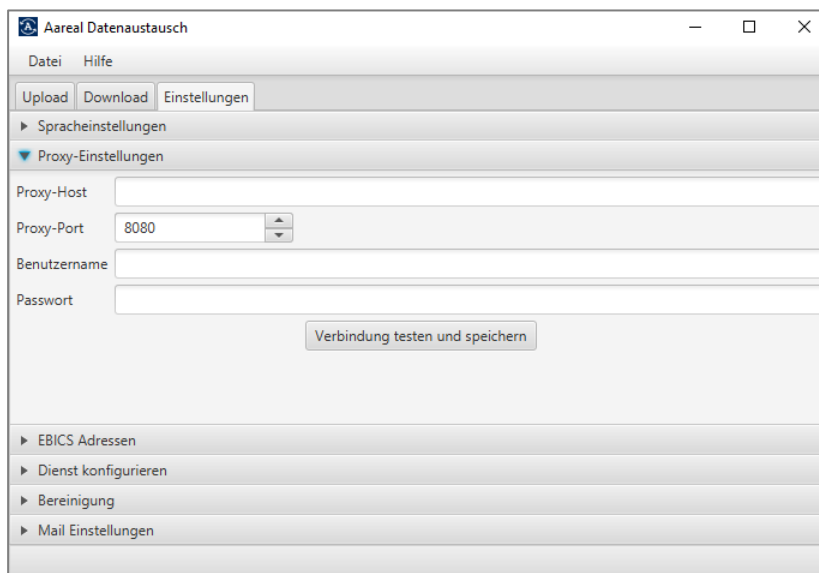 Aareal Datenaustausch
Datei Hilfe
Upload Download Einstellungen
Spracheinstellungen
Proxy-Einstellungen
Proxy-Host
Proxy-Port 8080
Benutzername
Passwort
Verbindung testen und speichern
EBICS Adressen
Dienst konfigurieren
Bereinigung
Mail Einstellungen